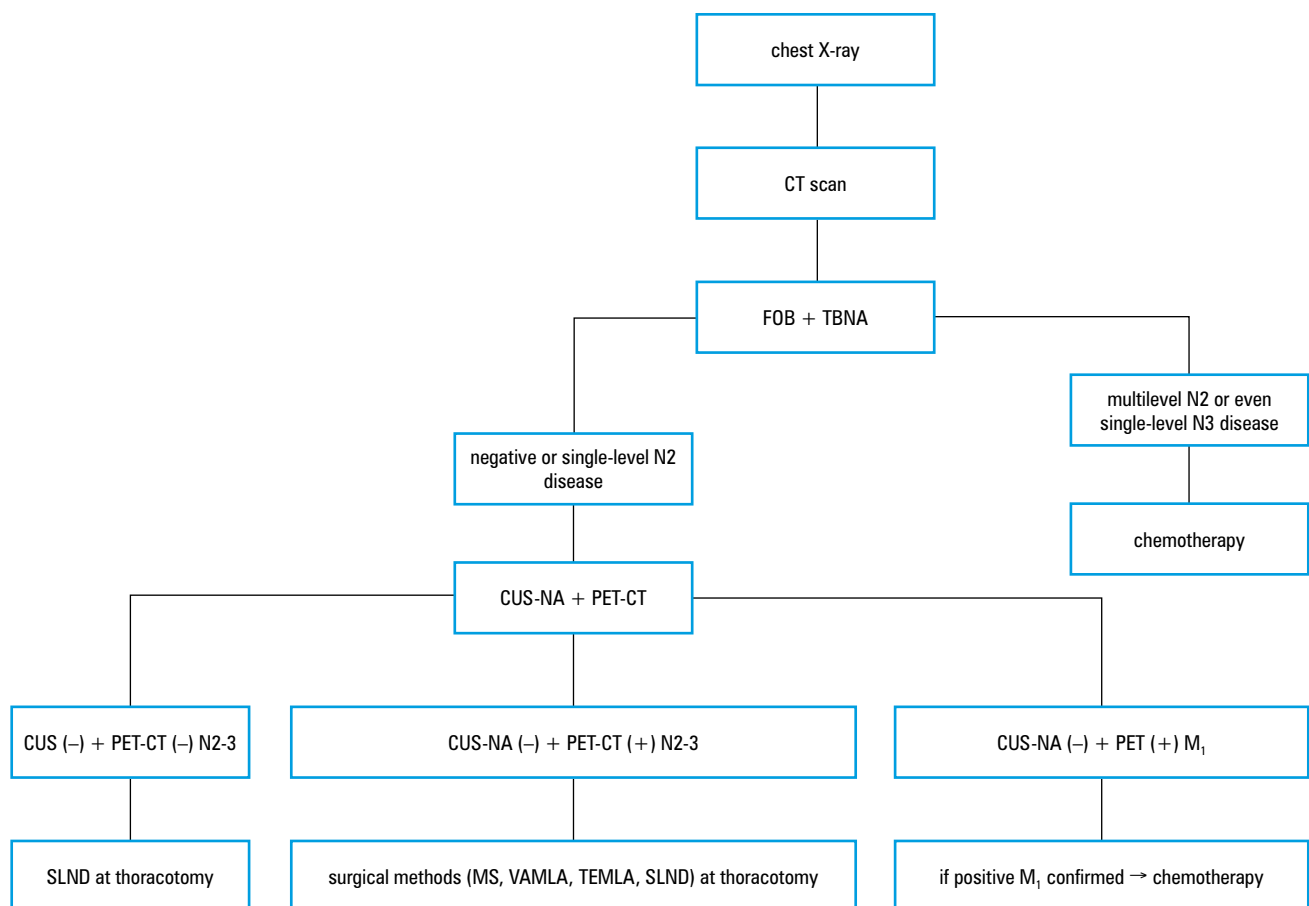 chest X-ray
CT scan
FOB + TBNA
multilevel N2 or even
single-level N3 disease
negative or single-level N2
disease
chemotherapy
CUS-NA + PET-CT
CUS (–) + PET-CT (–) N2-3
CUS-NA (–) + PET-CT (+) N2-3
CUS-NA (–) + PET (+) M₁
SLND at thoracotomy
surgical methods (MS, VAMLA, TEMLA, SLND) at thoracotomy
if positive M₁ confirmed → chemotherapy